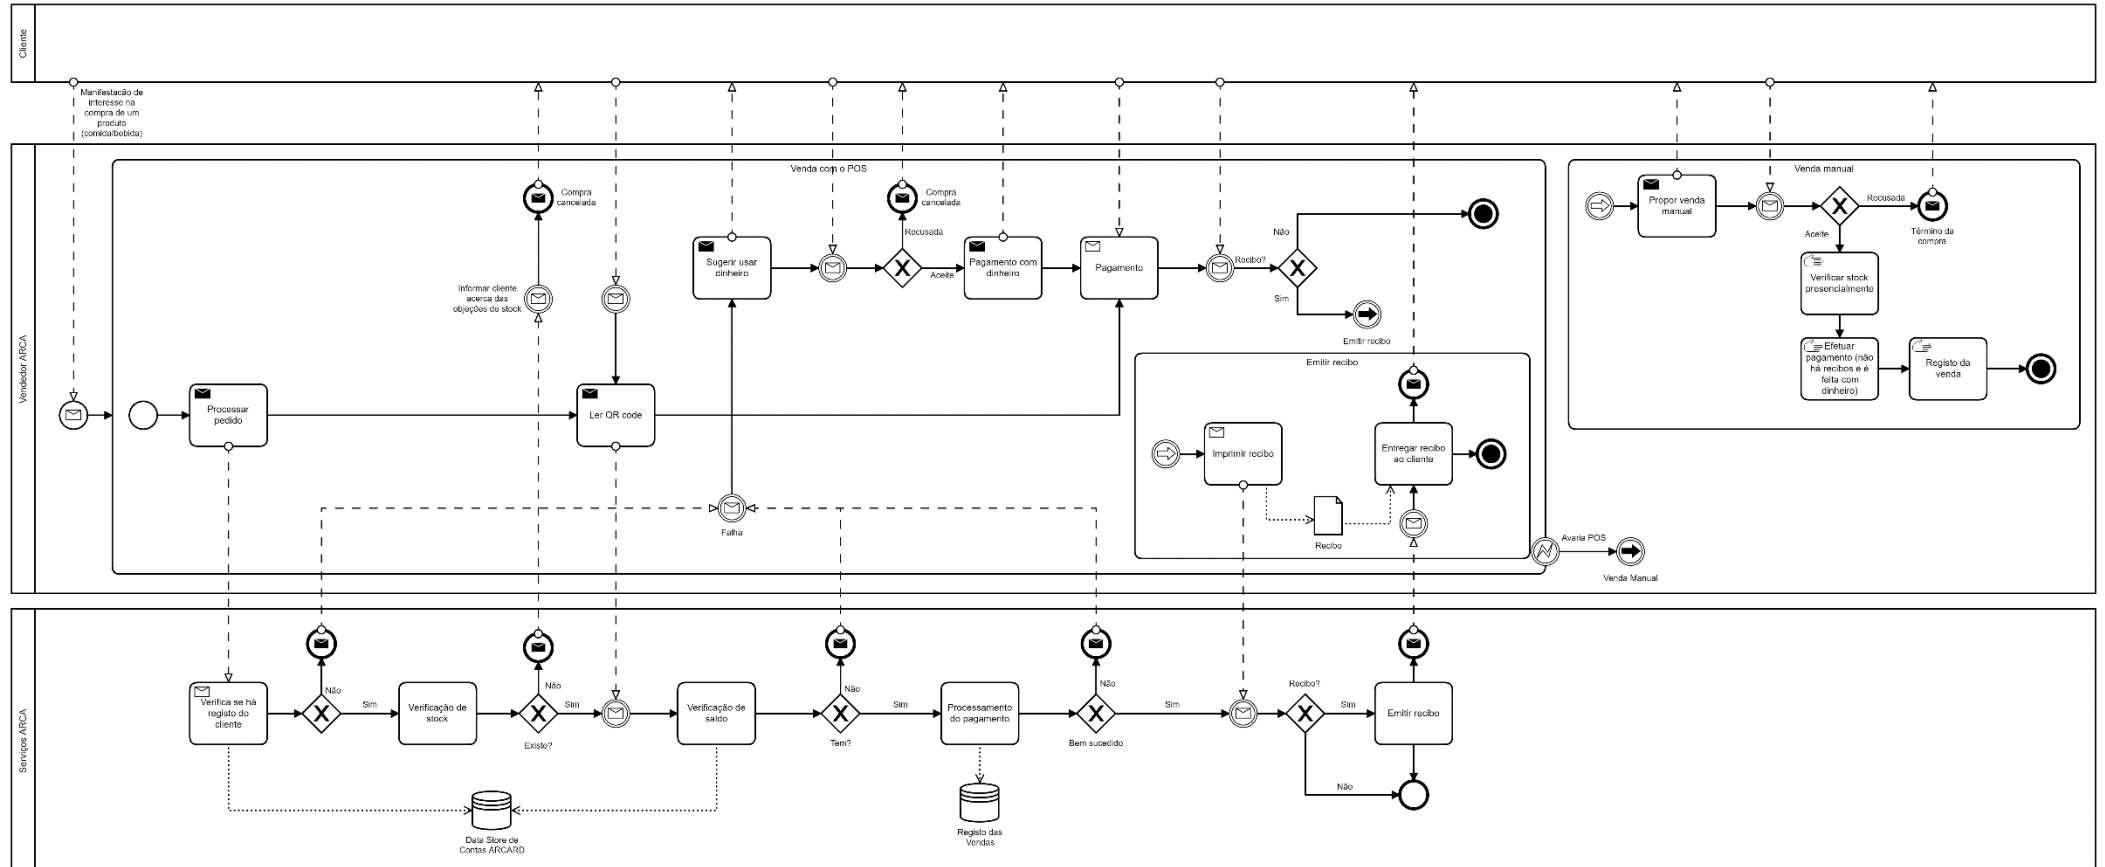 Cliente
Manifestação de
interesse na
compra de um
produto
(comida/bebida)
Vendedor ARCA
Venda com o POS
Compra
cancelada
Compra
cancelada
Recusada
Sugerir usar
dinheiro
Aceite
Pagamento com
dinheiro
Pagamento
Recibo?
Não
Sim
Emitir recibo
Informar cliente
acerca das
objeções de stock
Processar
pedido
Ler QR code
Falha
Emitir recibo
Imprimir recibo
Recibo
Entregar recibo
ao cliente
Avaria POS
Venda Manual
Venda manual
Propor venda
manual
Recusada
Término da
compra
Aceite
Verificar stock
presencialmente
Efetuar
pagamento (não
há recibos e é
feita com
dinheiro)
Registo da
venda
Serviços ARCA
Verifica se há
registo do
cliente
Não
Sim
Verificação de
stock
Não
Sim
Existe?
Verificação de
saldo
Não
Sim
Tem?
Processamento
do pagamento
Não
Sim
Bem sucedido
Recibo?
Sim
Não
Emitir recibo
Data Store de
Contas ARCARD
Registo das
Vendas